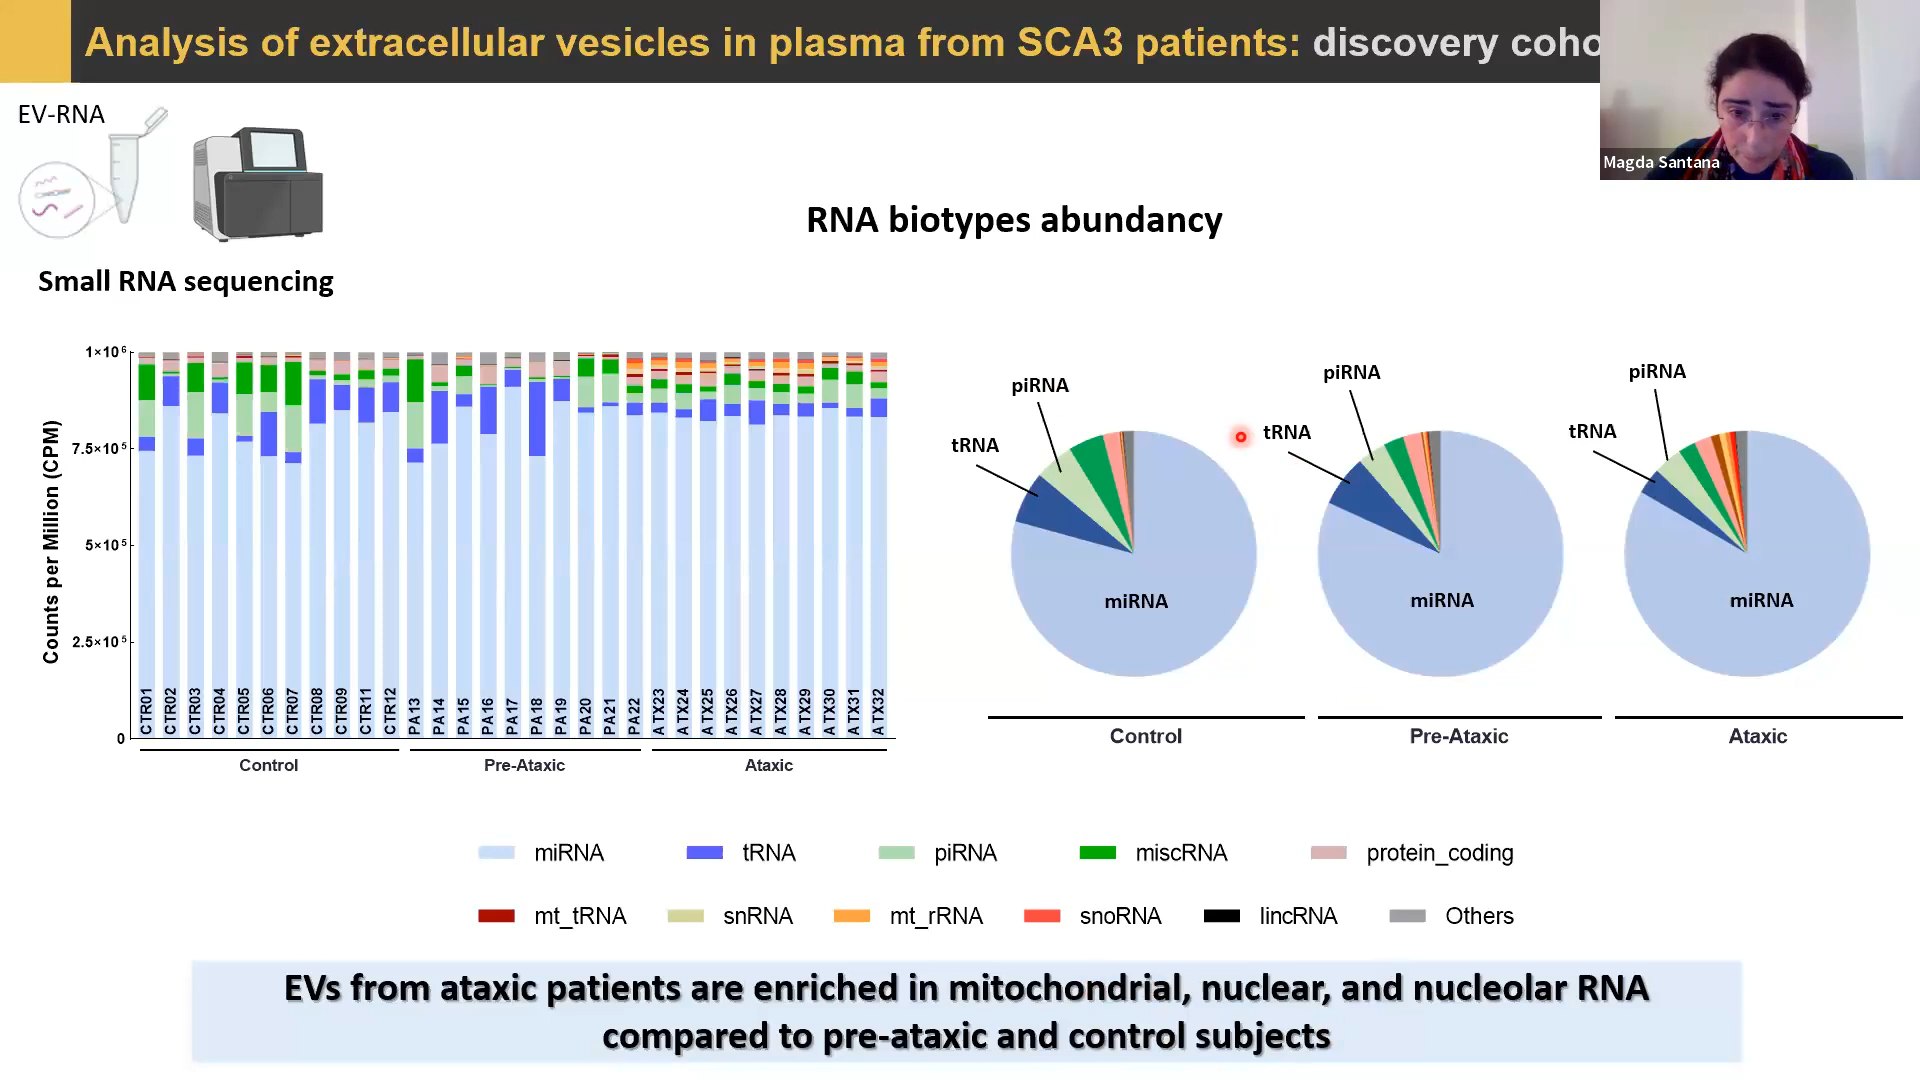 Analysis of extracellular vesicles in plasma from SCA3 patients: discovery coho
EV-RNA
Magda Santana
RNA biotypes abundancy
Small RNA sequencing
Counts per Million (CPM)
1×10⁶
7.5×10⁵
5×10⁵
2.5×10⁵
0
CTR01 CTR02 CTR03 CTR04 CTR05 CTR06 CTR07 CTR08 CTR09 CTR11 CTR12 PA13 PA14 PA15 PA16 PA17 PA18 PA19 PA20 PA21 PA22 ATX23 ATX24 ATX25 ATX26 ATX27 ATX28 ATX29 ATX30 ATX31 ATX32
Control Pre-Ataxic Ataxic
piRNA
tRNA
miRNA
Control
piRNA
tRNA
miRNA
Pre-Ataxic
piRNA
tRNA
miRNA
Ataxic
miRNA tRNA piRNA miscRNA protein_coding
mt_tRNA snRNA mt_rRNA snoRNA lincRNA Others
EVs from ataxic patients are enriched in mitochondrial, nuclear, and nucleolar RNA
compared to pre-ataxic and control subjects